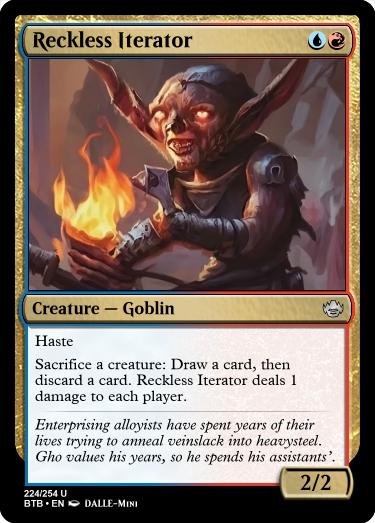 Reckless Iterator
Creature — Goblin
Haste
Sacrifice a creature: Draw a card, then
discard a card. Reckless Iterator deals 1
damage to each player.
Enterprising alloyists have spent years of their
lives trying to anneal veinslack into heavysteel.
Gho values his years, so he spends his assistants’.
2/2
224/254 U
BTB • EN DALLE-Mini